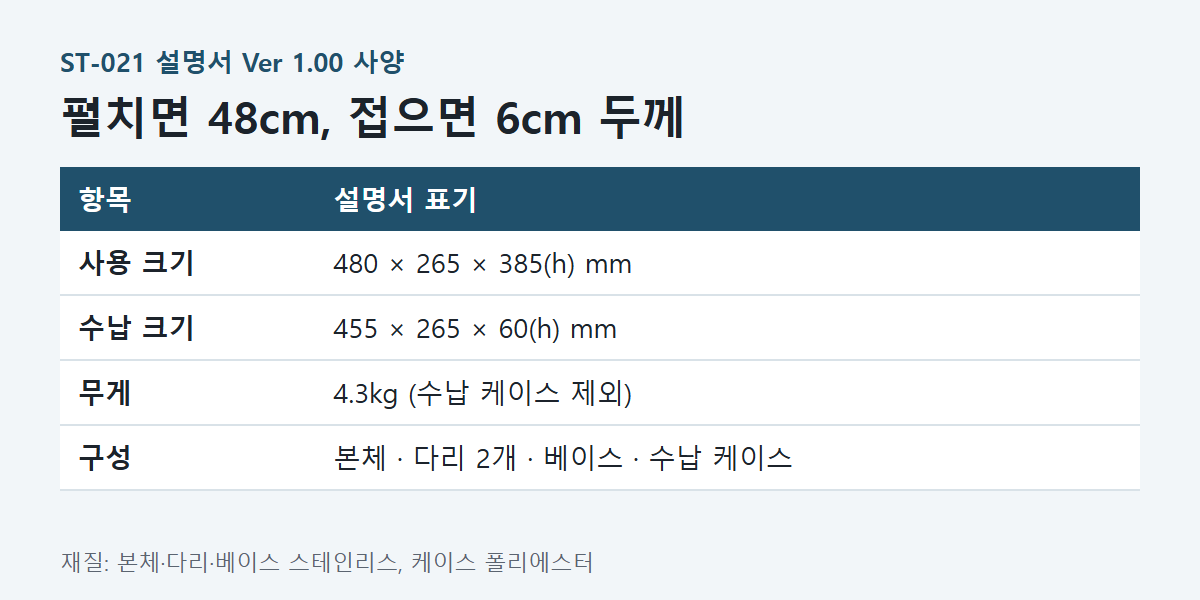 ST-021 설명서 Ver 1.00 사양
펼치면 48cm, 접으면 6cm 두께
항목 설명서 표기
사용 크기 480 × 265 × 385(h) mm
수납 크기 455 × 265 × 60(h) mm
무게 4.3kg (수납 케이스 제외)
구성 본체 · 다리 2개 · 베이스 · 수납 케이스
재질: 본체·다리·베이스 스테인리스, 케이스 폴리에스터